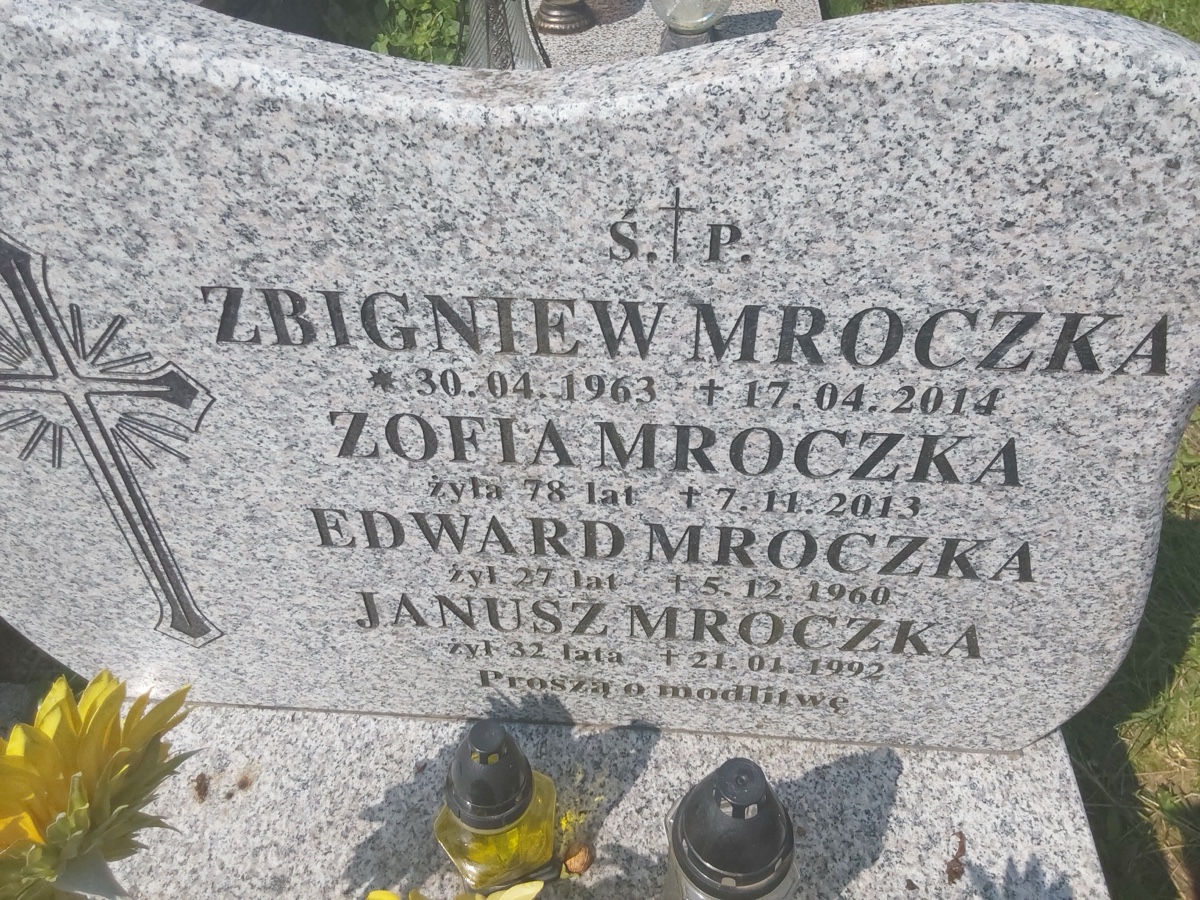 Ś.†P.
ZBIGNIEW MROCZKA
* 30.04.1963 † 17.04.2014
ZOFIA MROCZKA
żyła 78 lat † 7.11.2013
EDWARD MROCZKA
żył 27 lat † 5.12.1960
JANUSZ MROCZKA
żył 32 lata † 21.01.1992
Proszą o modlitwę